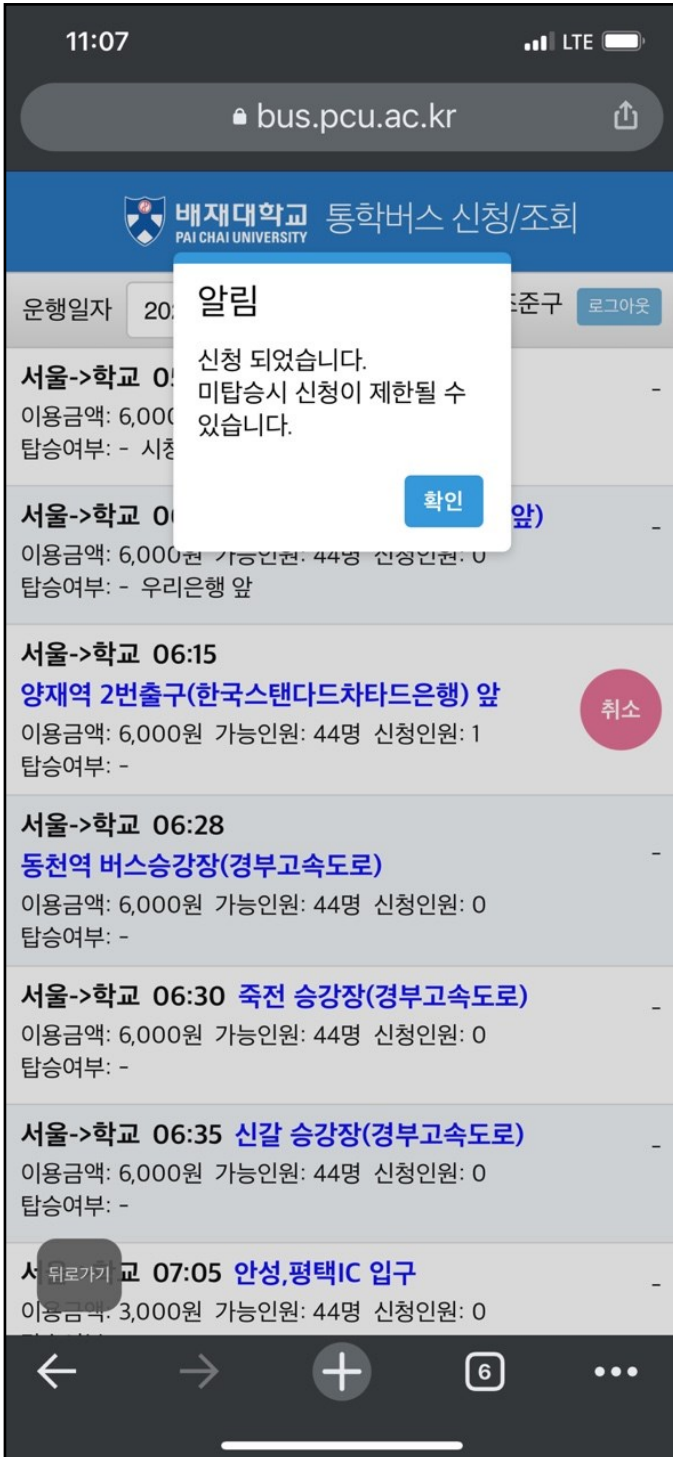 11:07
LTE
bus.pcu.ac.kr
배재대학교 통학버스 신청/조회
PAI CHAI UNIVERSITY
운행일자 준구 로그아웃
알림
신청 되었습니다.
미탑승시 신청이 제한될 수
있습니다.
확인
서울->학교 -
이용금액:
탑승여부: -
서울->학교 앞) -
이용금액: 6,000원 가능인원: 44명 신청인원: 0
탑승여부: - 우리은행 앞
서울->학교 06:15
양재역 2번출구(한국스탠다드차타드은행) 앞
취소
이용금액: 6,000원 가능인원: 44명 신청인원: 1
탑승여부: -
서울->학교 06:28
동천역 버스승강장(경부고속도로) -
이용금액: 6,000원 가능인원: 44명 신청인원: 0
탑승여부: -
서울->학교 06:30 죽전 승강장(경부고속도로) -
이용금액: 6,000원 가능인원: 44명 신청인원: 0
탑승여부: -
서울->학교 06:35 신갈 승강장(경부고속도로) -
이용금액: 6,000원 가능인원: 44명 신청인원: 0
탑승여부: -
뒤로가기
교 07:05 안성,평택IC 입구 -
이용금액: 3,000원 가능인원: 44명 신청인원: 0
6